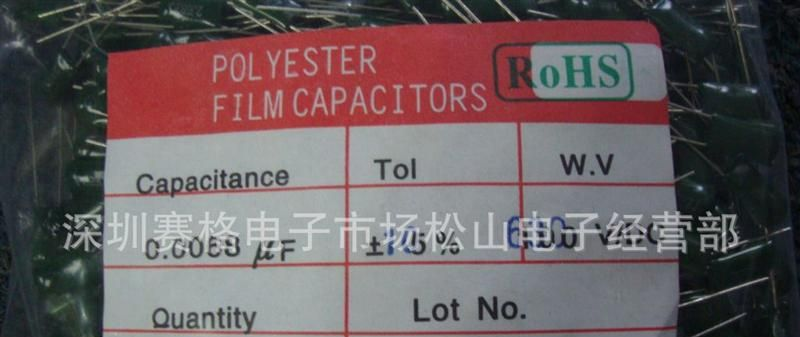 POLYESTER
FILM CAPACITORS
RoHS
Capacitance Tol W.V
深圳赛格电子市场松山电子经营部
μF ± 5%
Quantity Lot No.